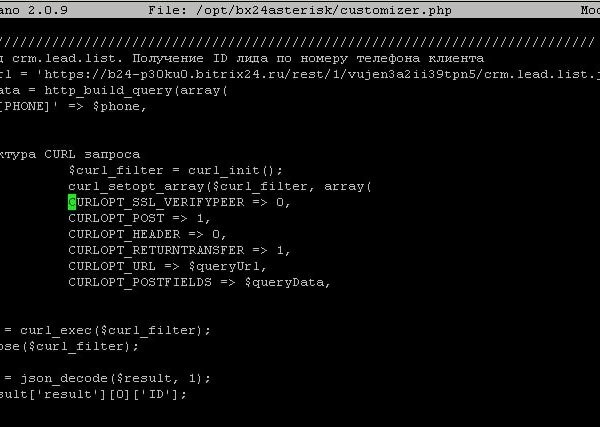 ano 2.0.9 File: /opt/bx24asterisk/customizer.php Mod
//////////////////////////////////////////////////////////////////////////
д crm.lead.list. Получение ID лида по номеру телефона клиента
rl = 'https://b24-p30ku0.bitrix24.ru/rest/1/vujen3a2ii39tpn5/crm.lead.list.j
ata = http_build_query(array(
[PHONE]' => $phone,
ктура CURL запроса
$curl_filter = curl_init();
curl_setopt_array($curl_filter, array(
CURLOPT_SSL_VERIFYPEER => 0,
CURLOPT_POST => 1,
CURLOPT_HEADER => 0,
CURLOPT_RETURNTRANSFER => 1,
CURLOPT_URL => $queryUrl,
CURLOPT_POSTFIELDS => $queryData,
= curl_exec($curl_filter);
ose($curl_filter);
= json_decode($result, 1);
sult['result'][0]['ID'];